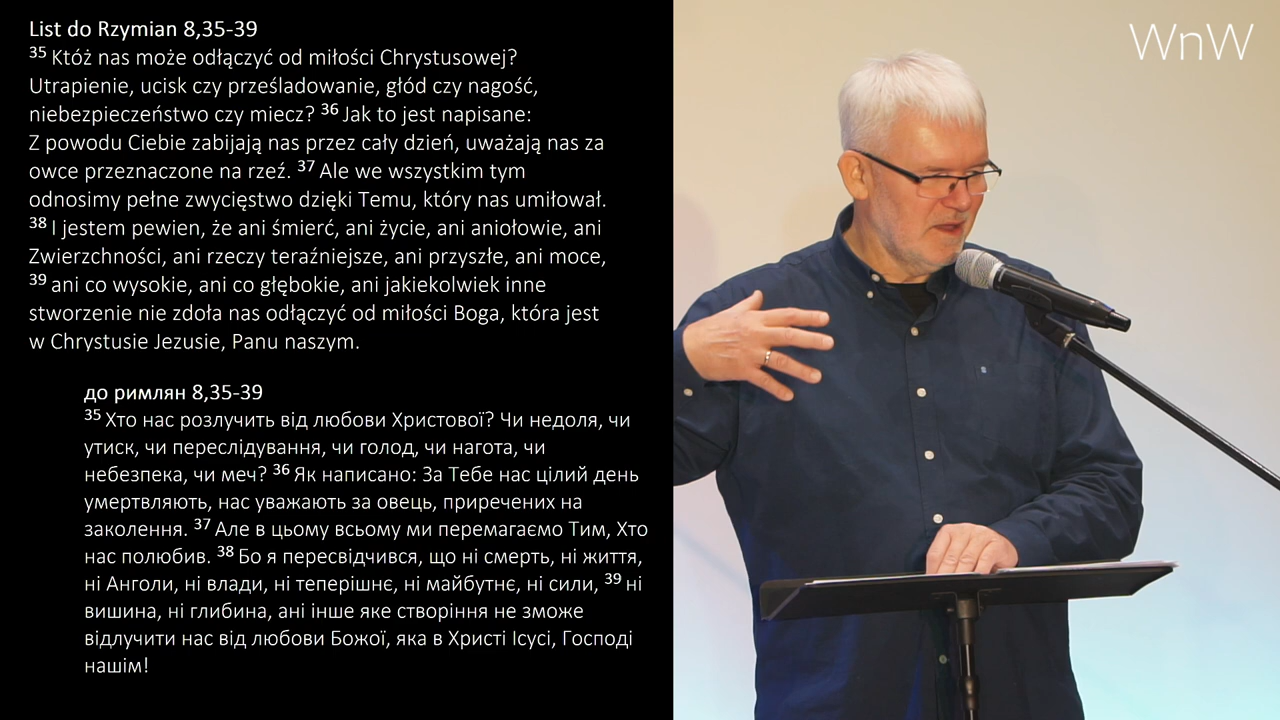 List do Rzymian 8,35-39
35 Któż nas może odłączyć od miłości Chrystusowej?
Utrapienie, ucisk czy prześladowanie, głód czy nagość,
niebezpieczeństwo czy miecz? 36 Jak to jest napisane:
Z powodu Ciebie zabijają nas przez cały dzień, uważają nas za
owce przeznaczone na rzeź. 37 Ale we wszystkim tym
odnosimy pełne zwycięstwo dzięki Temu, który nas umiłował.
38 I jestem pewien, że ani śmierć, ani życie, ani aniołowie, ani
Zwierzchności, ani rzeczy teraźniejsze, ani przyszłe, ani moce,
39 ani co wysokie, ani co głębokie, ani jakiekolwiek inne
stworzenie nie zdoła nas odłączyć od miłości Boga, która jest
w Chrystusie Jezusie, Panu naszym.
до римлян 8,35-39
35 Хто нас розлучить від любови Христової? Чи недоля, чи
утиск, чи переслідування, чи голод, чи нагота, чи
небезпека, чи меч? 36 Як написано: За Тебе нас цілий день
умертвляють, нас уважають за овець, приречених на
заколення. 37 Але в цьому всьому ми перемагаємо Тим, Хто
нас полюбив. 38 Бо я пересвідчився, що ні смерть, ні життя,
ні Анголи, ні влади, ні теперішнє, ні майбутнє, ні сили, 39 ні
вишина, ні глибина, ані інше яке створіння не зможе
відлучити нас від любови Божої, яка в Христі Ісусі, Господі
нашім!
WnW